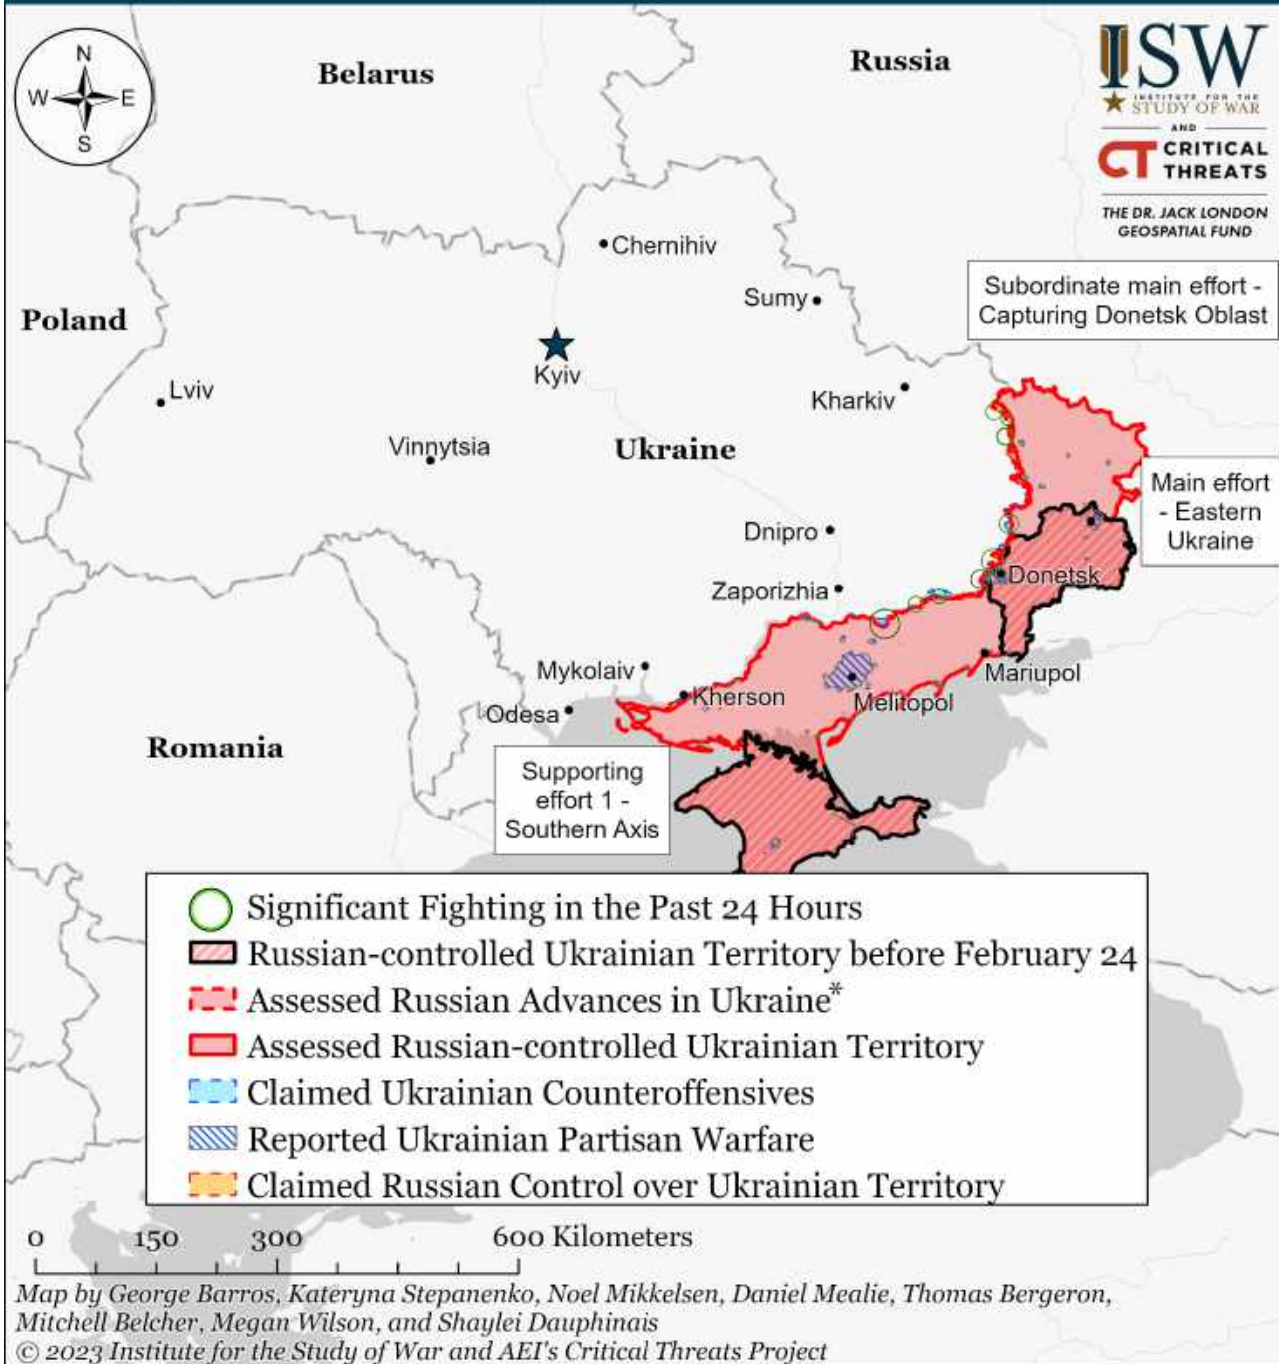 N
W
E
S
Belarus
Russia
ISW
INSTITUTE FOR THE
STUDY OF WAR
AND
CT CRITICAL
THREATS
THE DR. JACK LONDON
GEOSPATIAL FUND
Chernihiv
Sumy
Subordinate main effort -
Capturing Donetsk Oblast
Poland
Kyiv
Lviv
Kharkiv
Vinnytsia
Ukraine
Main effort
- Eastern
Ukraine
Dnipro
Donetsk
Zaporizhia
Mykolaiv
Mariupol
Kherson
Melitopol
Odesa
Romania
Supporting
effort 1 -
Southern Axis
Significant Fighting in the Past 24 Hours
Russian-controlled Ukrainian Territory before February 24
Assessed Russian Advances in Ukraine*
Assessed Russian-controlled Ukrainian Territory
Claimed Ukrainian Counteroffensives
Reported Ukrainian Partisan Warfare
Claimed Russian Control over Ukrainian Territory
0 150 300 600 Kilometers
Map by George Barros, Kateryna Stepanenko, Noel Mikkelsen, Daniel Mealie, Thomas Bergeron,
Mitchell Belcher, Megan Wilson, and Shaylei Dauphinais
© 2023 Institute for the Study of War and AEI's Critical Threats Project